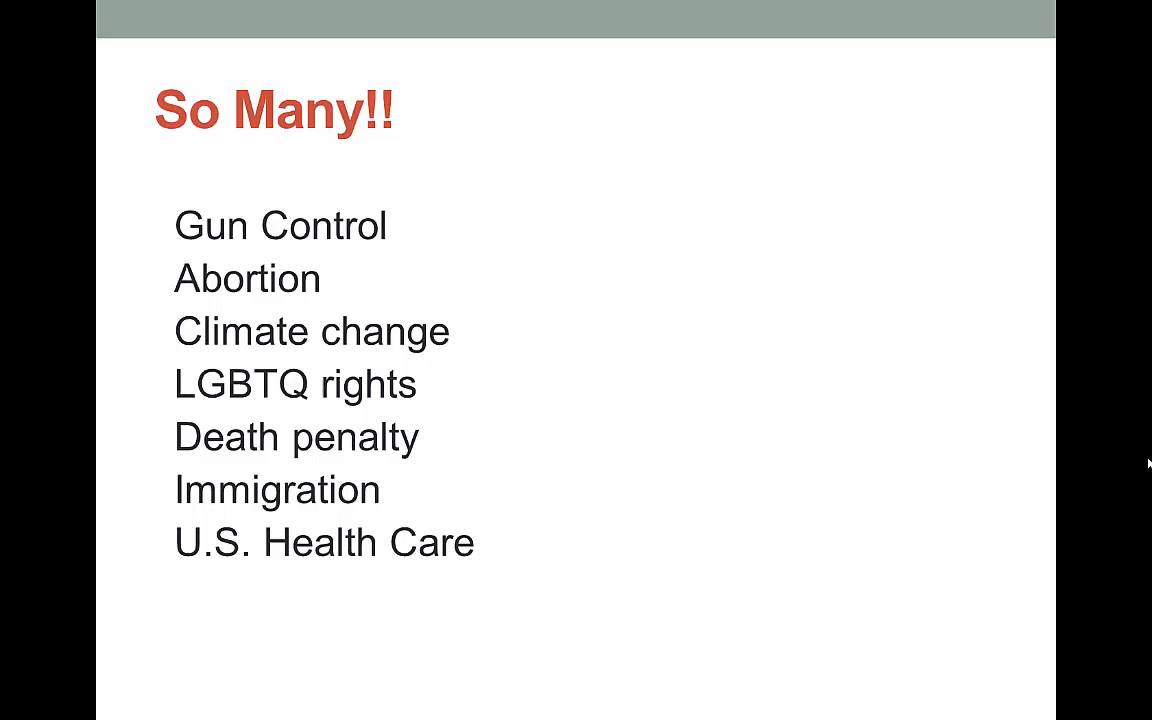 So Many!!
Gun Control
Abortion
Climate change
LGBTQ rights
Death penalty
Immigration
U.S. Health Care